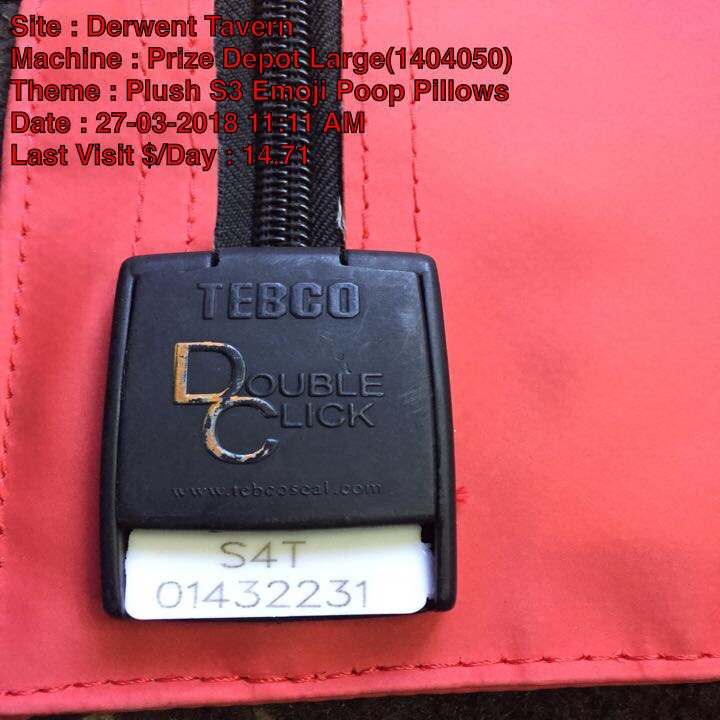 Site : Derwent Tavern
Machine : Prize Depot Large(1404050)
Theme : Plush S3 Emoji Poop Pillows
Date : 27-03-2018 11:11 AM
Last Visit $/Day : 14.71
TEBCO
DOUBLE
CLICK
www.tebcoseal.com
S4T
01432231